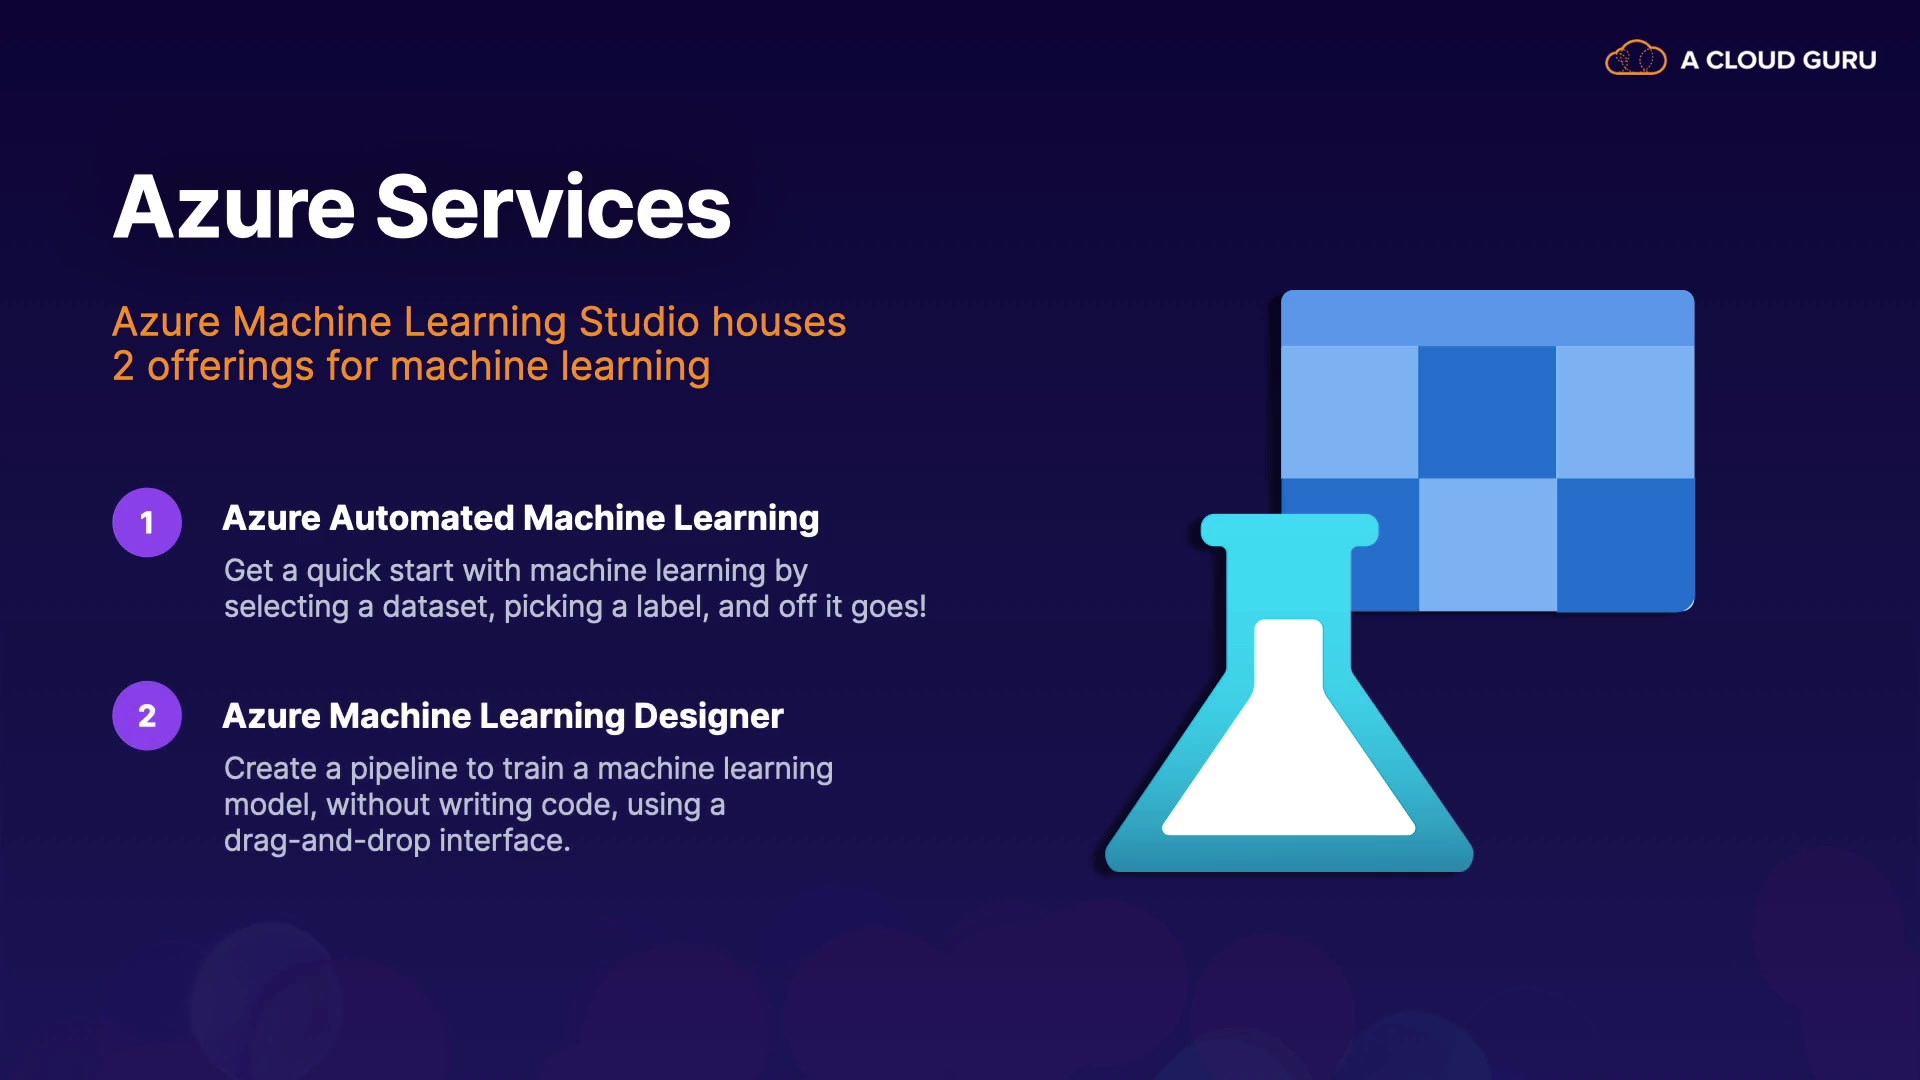 A CLOUD GURU
Azure Services
Azure Machine Learning Studio houses
2 offerings for machine learning
1
Azure Automated Machine Learning
Get a quick start with machine learning by
selecting a dataset, picking a label, and off it goes!
2
Azure Machine Learning Designer
Create a pipeline to train a machine learning
model, without writing code, using a
drag-and-drop interface.